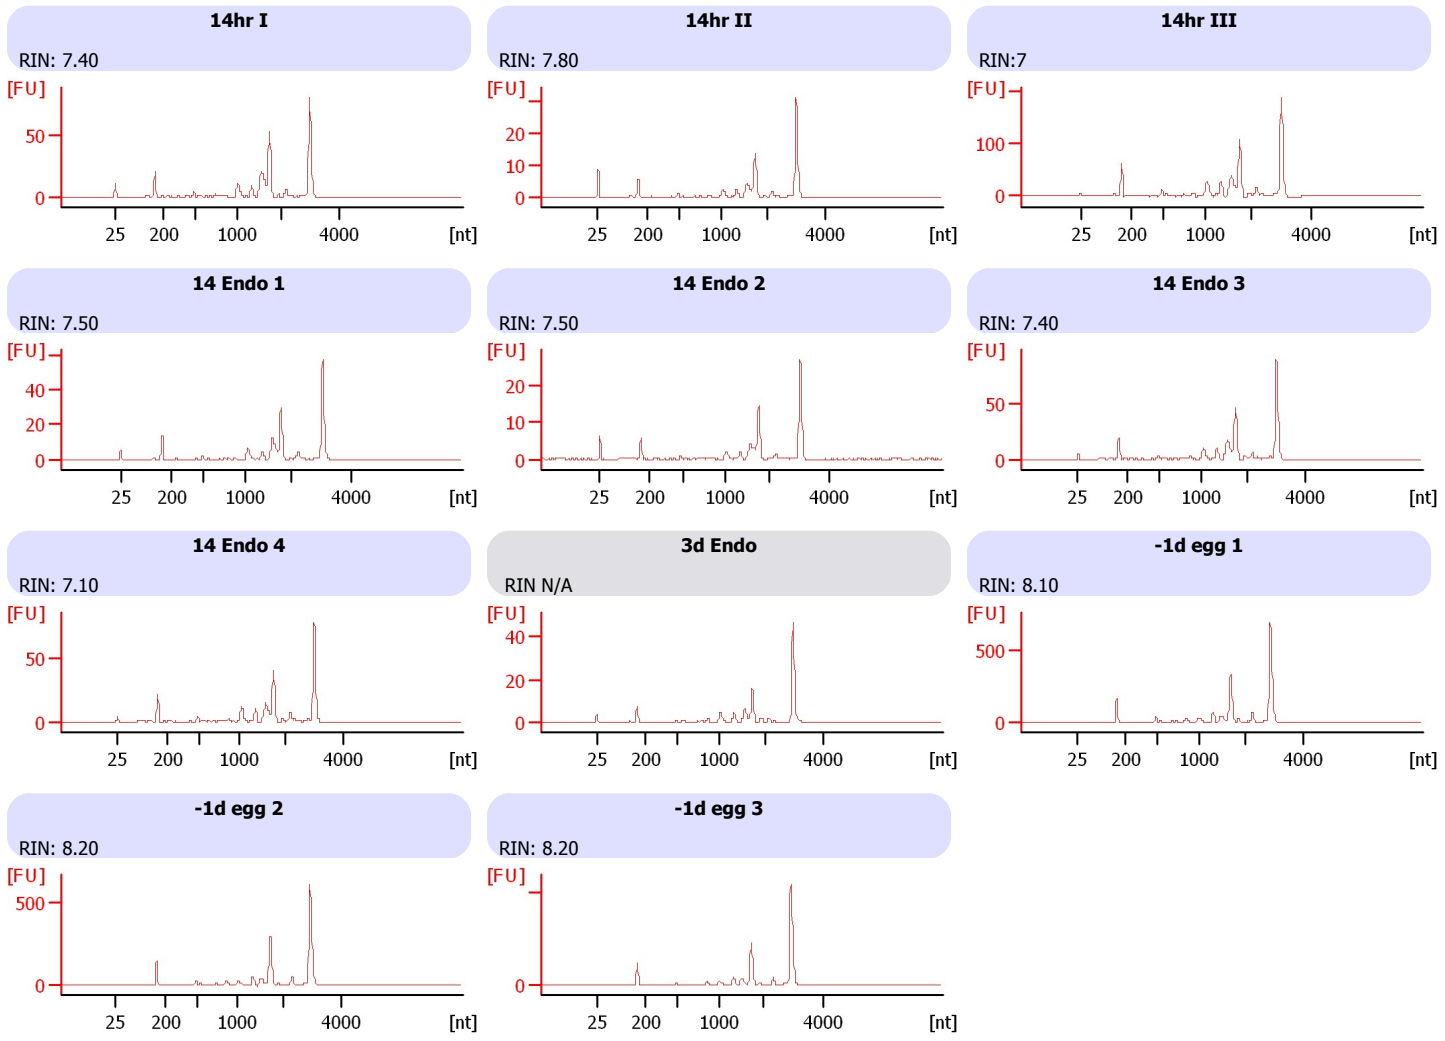 14hr I
RIN: 7.40
[FU]
50
0
25 200 1000 4000 [nt]
14hr II
RIN: 7.80
[FU]
20
10
0
25 200 1000 4000 [nt]
14hr III
RIN:7
[FU]
100
0
25 200 1000 4000 [nt]
14 Endo 1
RIN: 7.50
[FU]
40
20
0
25 200 1000 4000 [nt]
14 Endo 2
RIN: 7.50
[FU]
20
10
0
25 200 1000 4000 [nt]
14 Endo 3
RIN: 7.40
[FU]
50
0
25 200 1000 4000 [nt]
14 Endo 4
RIN: 7.10
[FU]
50
0
25 200 1000 4000 [nt]
3d Endo
RIN N/A
[FU]
40
20
0
25 200 1000 4000 [nt]
-1d egg 1
RIN: 8.10
[FU]
500
0
25 200 1000 4000 [nt]
-1d egg 2
RIN: 8.20
[FU]
500
0
25 200 1000 4000 [nt]
-1d egg 3
RIN: 8.20
[FU]
0
25 200 1000 4000 [nt]